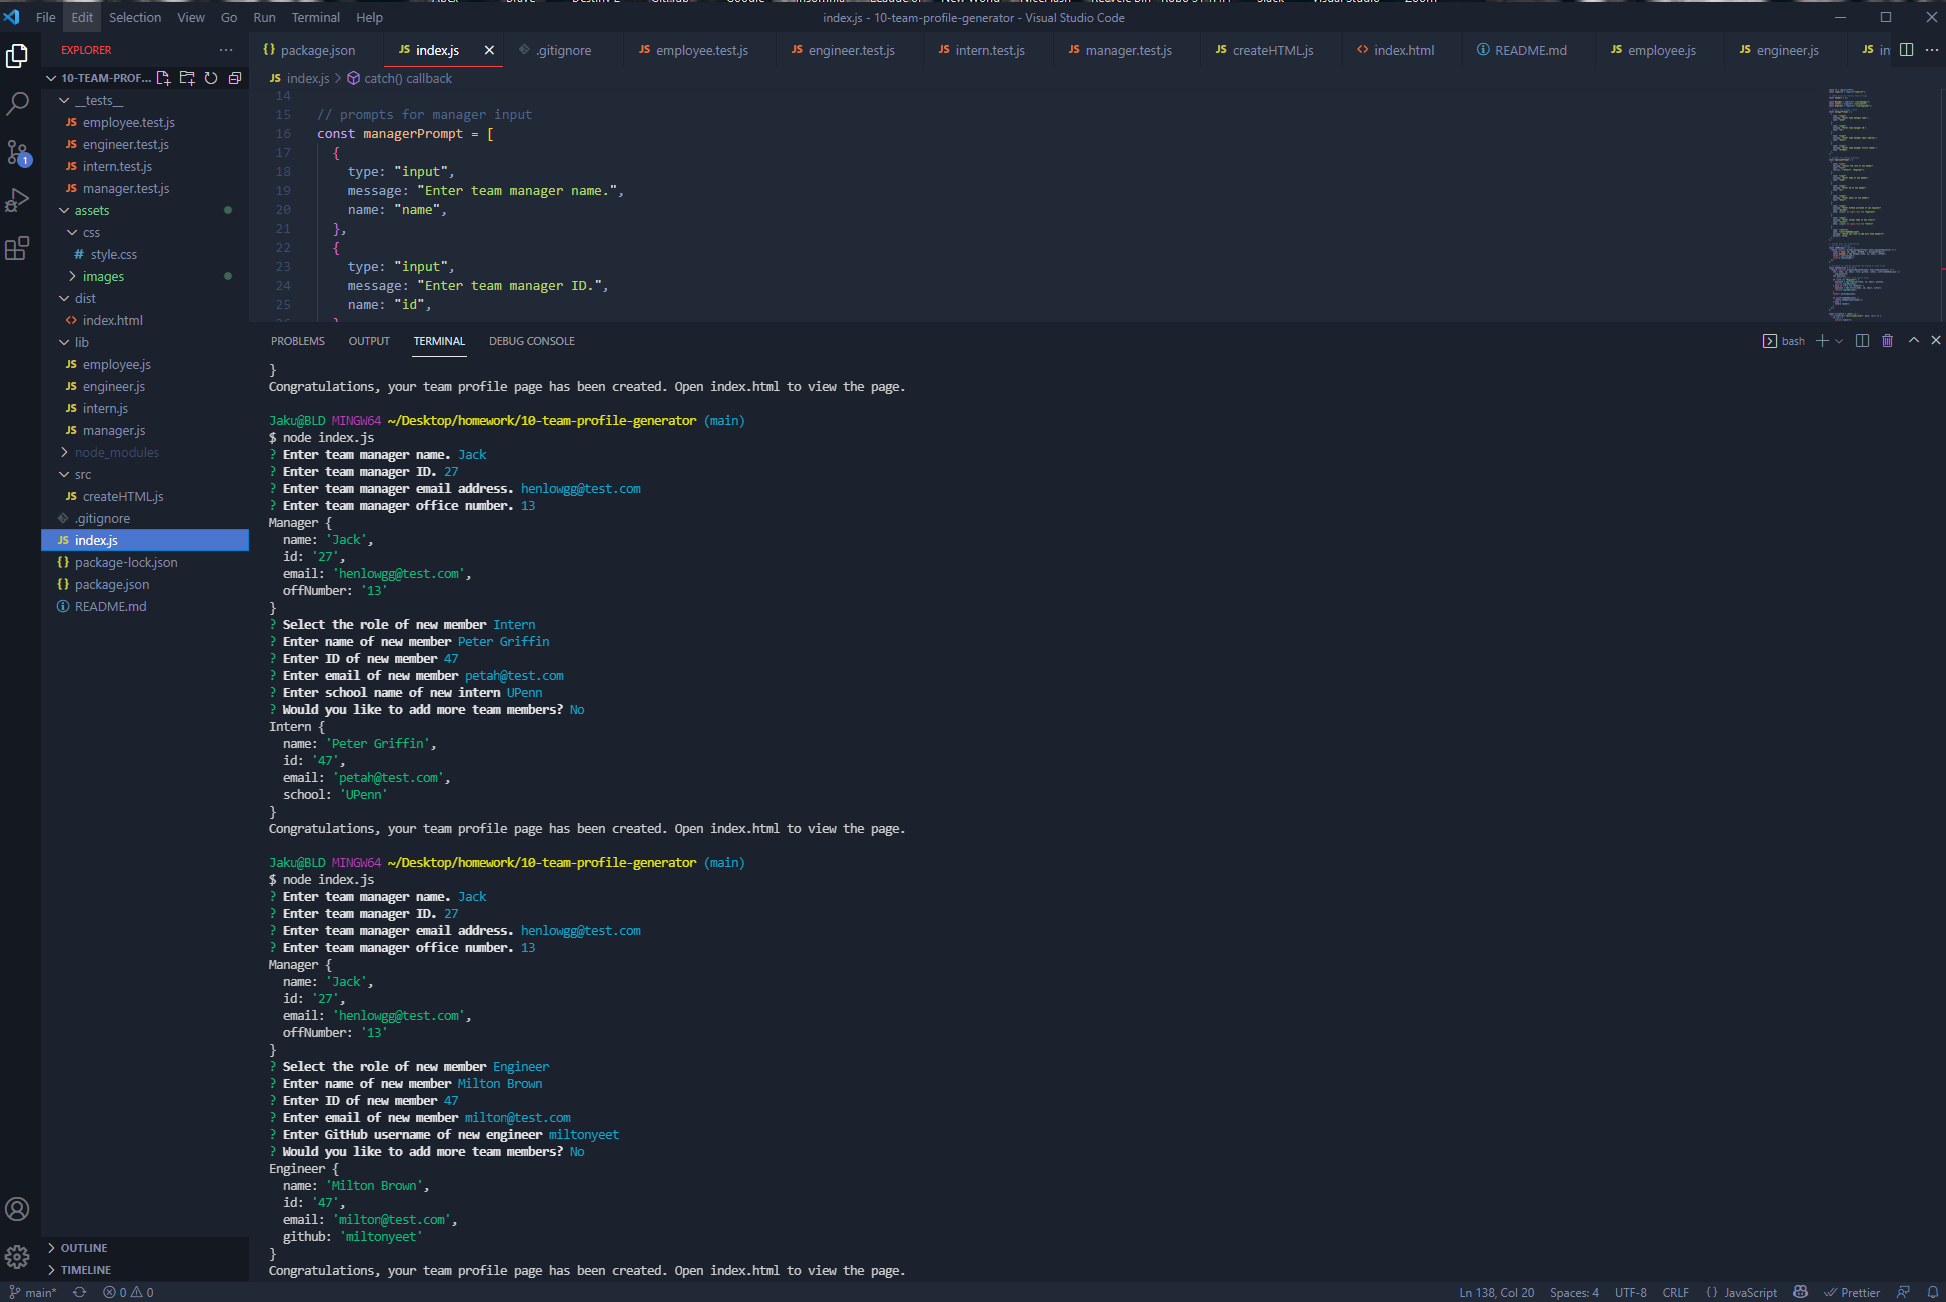 File Edit Selection View Go Run Terminal Help
index.js - 10-team-profile-generator - Visual Studio Code
EXPLORER
package.json
JS index.js
.gitignore
JS employee.test.js
JS engineer.test.js
JS intern.test.js
JS manager.test.js
JS createHTML.js
index.html
README.md
JS employee.js
JS engineer.js
JS in
10-TEAM-PROF...
JS index.js > catch() callback
__tests__
JS employee.test.js
JS engineer.test.js
JS intern.test.js
JS manager.test.js
assets
css
# style.css
images
dist
<> index.html
lib
JS employee.js
JS engineer.js
JS intern.js
JS manager.js
node_modules
src
JS createHTML.js
.gitignore
JS index.js
{} package-lock.json
{} package.json
README.md
OUTLINE
TIMELINE
14
15 // prompts for manager input
16 const managerPrompt = [
17 {
18 type: "input",
19 message: "Enter team manager name.",
20 name: "name",
21 },
22 {
23 type: "input",
24 message: "Enter team manager ID.",
25 name: "id",
PROBLEMS OUTPUT TERMINAL DEBUG CONSOLE
bash
}
Congratulations, your team profile page has been created. Open index.html to view the page.
Jaku@BLD MINGW64 ~/Desktop/homework/10-team-profile-generator (main)
$ node index.js
? Enter team manager name. Jack
? Enter team manager ID. 27
? Enter team manager email address. henlowgg@test.com
? Enter team manager office number. 13
Manager {
name: 'Jack',
id: '27',
email: 'henlowgg@test.com',
offNumber: '13'
}
? Select the role of new member Intern
? Enter name of new member Peter Griffin
? Enter ID of new member 47
? Enter email of new member petah@test.com
? Enter school name of new intern UPenn
? Would you like to add more team members? No
Intern {
name: 'Peter Griffin',
id: '47',
email: 'petah@test.com',
school: 'UPenn'
}
Congratulations, your team profile page has been created. Open index.html to view the page.
Jaku@BLD MINGW64 ~/Desktop/homework/10-team-profile-generator (main)
$ node index.js
? Enter team manager name. Jack
? Enter team manager ID. 27
? Enter team manager email address. henlowgg@test.com
? Enter team manager office number. 13
Manager {
name: 'Jack',
id: '27',
email: 'henlowgg@test.com',
offNumber: '13'
}
? Select the role of new member Engineer
? Enter name of new member Milton Brown
? Enter ID of new member 47
? Enter email of new member milton@test.com
? Enter GitHub username of new engineer miltonyeet
? Would you like to add more team members? No
Engineer {
name: 'Milton Brown',
id: '47',
email: 'milton@test.com',
github: 'miltonyeet'
}
Congratulations, your team profile page has been created. Open index.html to view the page.
main* 0 0
Ln 138, Col 20 Spaces: 4 UTF-8 CRLF {} JavaScript Prettier